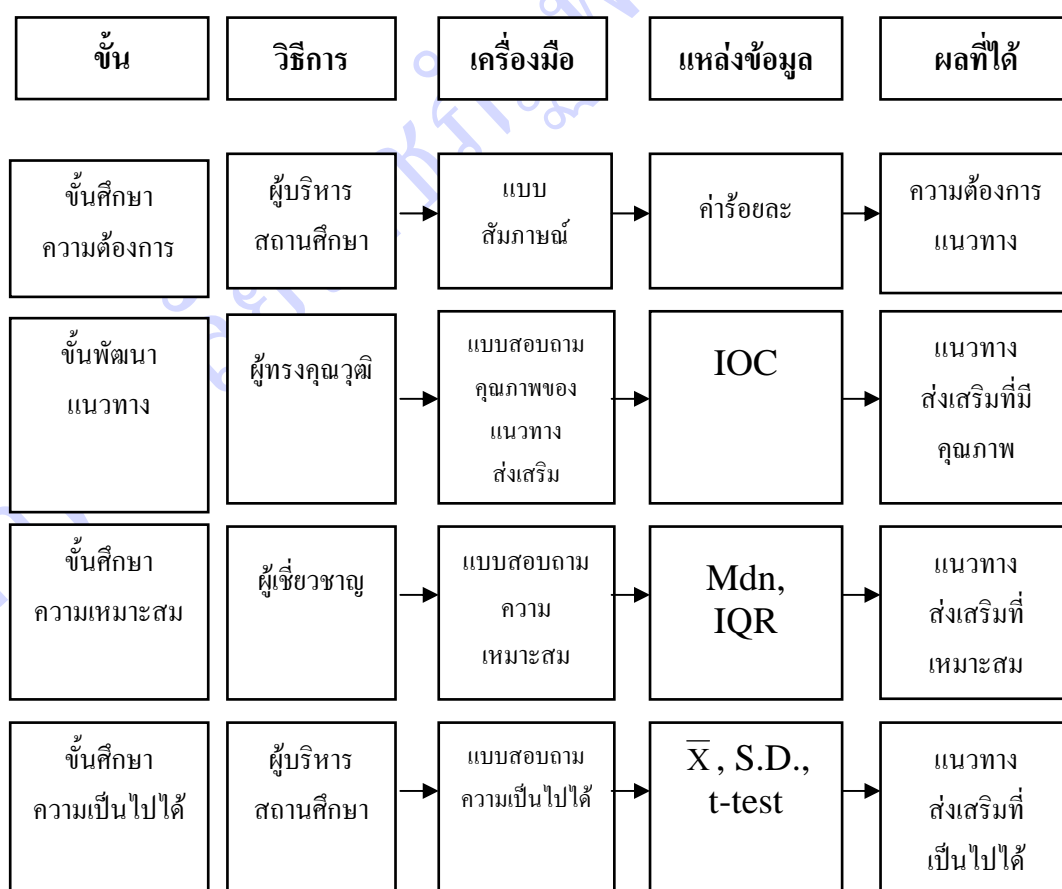 ขั้น
วิธีการ
เครื่องมือ
แหล่งข้อมูล
ผลที่ได้
ขั้นศึกษา
ความต้องการ
ผู้บริหาร
สถานศึกษา
แบบ
สัมภาษณ์
ค่าร้อยละ
ความต้องการ
แนวทาง
ขั้นพัฒนา
แนวทาง
ผู้ทรงคุณวุฒิ
แบบสอบถาม
คุณภาพของ
แนวทาง
ส่งเสริม
IOC
แนวทาง
ส่งเสริมที่มี
คุณภาพ
ขั้นศึกษา
ความเหมาะสม
ผู้เชี่ยวชาญ
แบบสอบถาม
ความ
เหมาะสม
Mdn,
IQR
แนวทาง
ส่งเสริมที่
เหมาะสม
ขั้นศึกษา
ความเป็นไปได้
ผู้บริหาร
สถานศึกษา
แบบสอบถาม
ความเป็นไปได้
X̅, S.D.,
t-test
แนวทาง
ส่งเสริมที่
เป็นไปได้